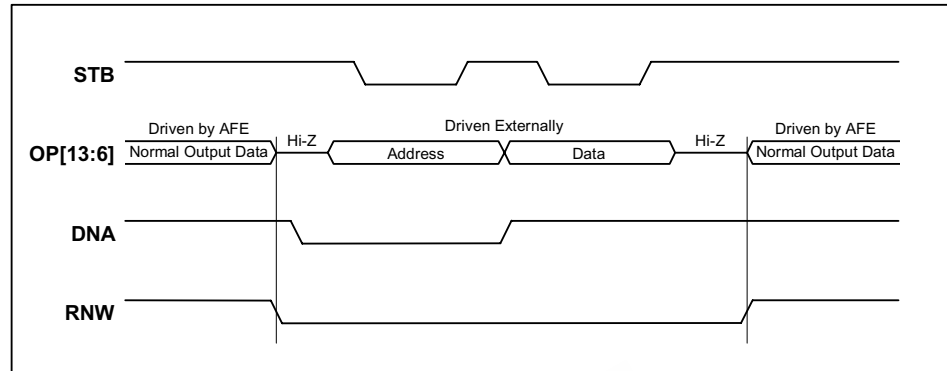 STB
Driven by AFE Driven Externally Driven by AFE
OP[13:6] Normal Output Data Hi-Z Address Data Hi-Z Normal Output Data
DNA
RNW